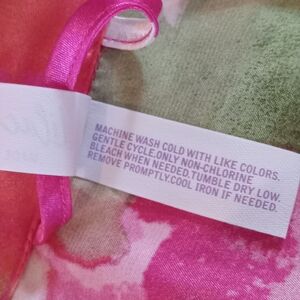 MACHINE WASH COLD WITH LIKE COLORS.
GENTLE CYCLE.ONLY NON-CHLORINE
BLEACH WHEN NEEDED.TUMBLE DRY LOW.
REMOVE PROMPTLY.COOL IRON IF NEEDED.